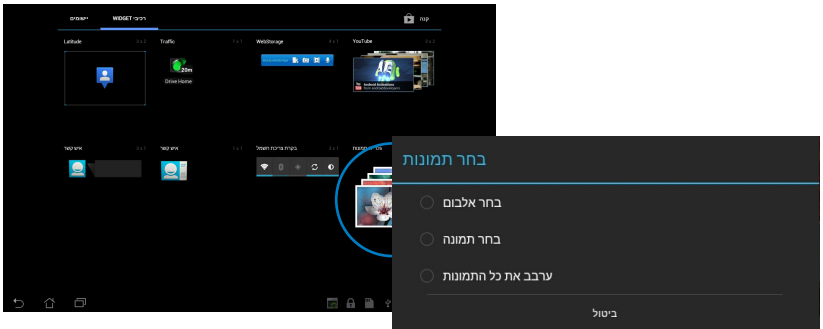 יישומים
רכיבי WIDGET
קנה
Latitude
Traffic
WebStorage
YouTube
20m
Drive Home
איש קשר
איש קשר
בקרת צריכת חשמל
בחר תמונות
בחר אלבום
בחר תמונה
ערבב את כל התמונות
ביטול